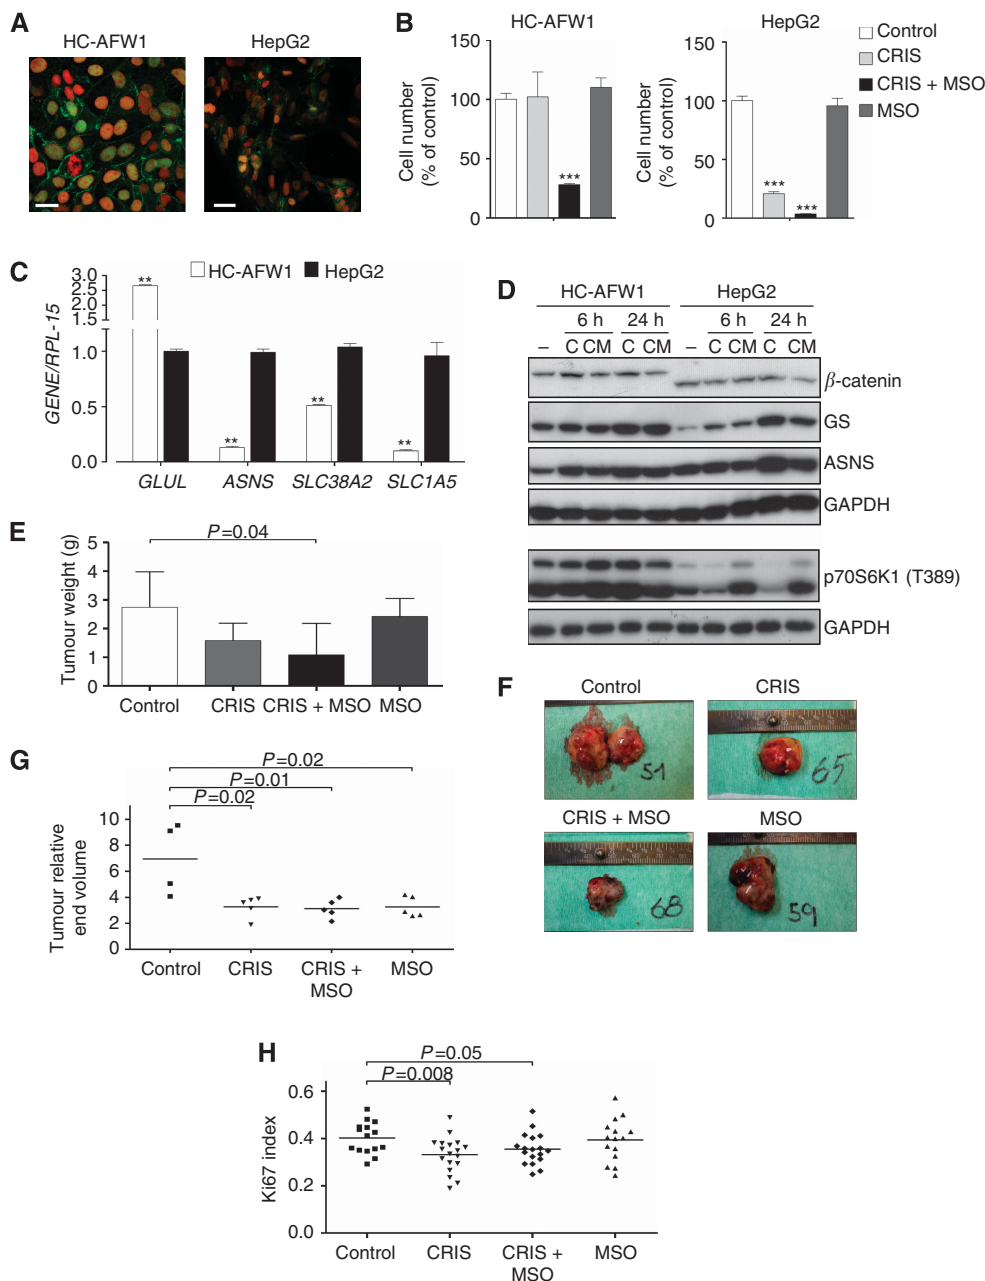 A
HC-AFW1
HepG2
B
HC-AFW1
HepG2
150
100
50
0
Cell number
(% of control)
***
150
100
50
0
Cell number
(% of control)
***
***
Control
CRIS
CRIS + MSO
MSO
C
HC-AFW1
HepG2
3.0
2.5
1.5
1.0
0.5
0.0
GENE/RPL-15
**
**
**
**
GLUL
ASNS
SLC38A2
SLC1A5
D
HC-AFW1
HepG2
6 h
24 h
6 h
24 h
–
C
CM
C
CM
–
C
CM
C
CM
β-catenin
GS
ASNS
GAPDH
p70S6K1 (T389)
GAPDH
E
P=0.04
5
4
3
2
1
0
Tumour weight (g)
Control
CRIS
CRIS + MSO
MSO
F
Control
CRIS
51
65
CRIS + MSO
MSO
68
59
G
P=0.02
P=0.01
P=0.02
10
8
6
4
2
0
Tumour relative
end volume
Control
CRIS
CRIS +
MSO
MSO
H
P=0.05
P=0.008
0.6
0.4
0.2
0.0
Ki67 index
Control
CRIS
CRIS +
MSO
MSO